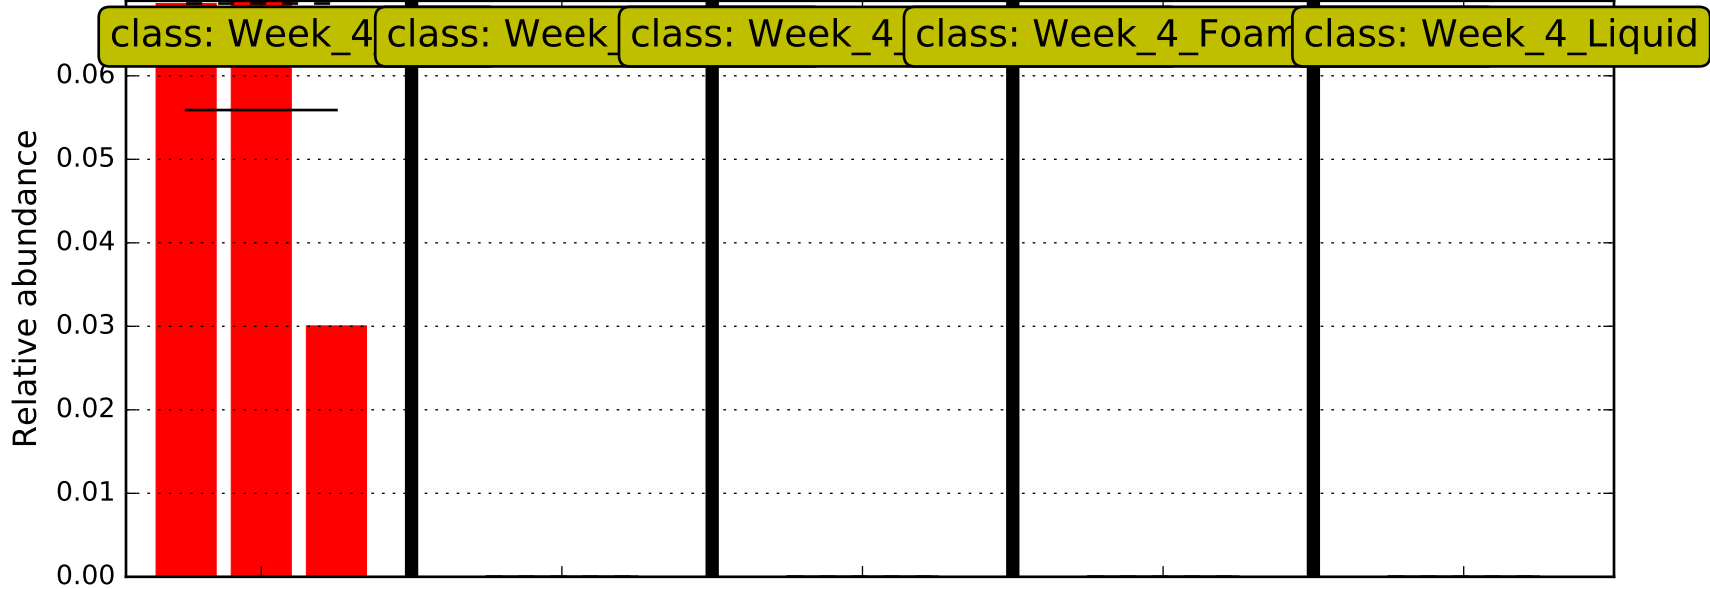 class: Week_4
class: Week_
class: Week_4_
class: Week_4_Foam
class: Week_4_Liquid
Relative abundance
0.06
0.05
0.04
0.03
0.02
0.01
0.00